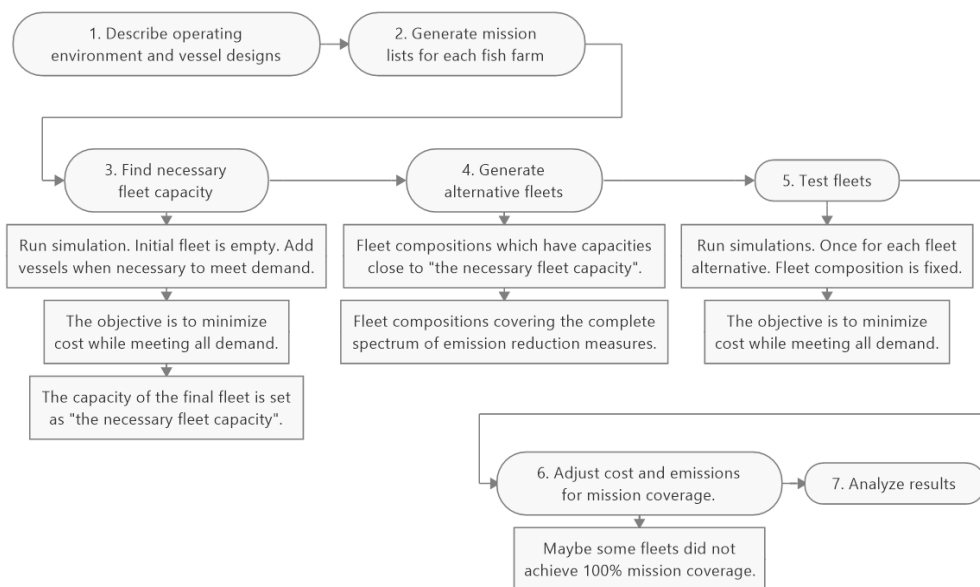 1. Describe operating
environment and vessel designs
2. Generate mission
lists for each fish farm
3. Find necessary
fleet capacity
4. Generate
alternative fleets
5. Test fleets
Run simulation. Initial fleet is empty. Add
vessels when necessary to meet demand.
The objective is to minimize
cost while meeting all demand.
The capacity of the final fleet is set
as "the necessary fleet capacity".
Fleet compositions which have capacities
close to "the necessary fleet capacity".
Fleet compositions covering the complete
spectrum of emission reduction measures.
Run simulations. Once for each fleet
alternative. Fleet composition is fixed.
The objective is to minimize
cost while meeting all demand.
6. Adjust cost and emissions
for mission coverage.
7. Analyze results
Maybe some fleets did not
achieve 100% mission coverage.